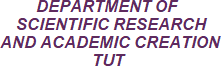 DEPARTMENT OF
SCIENTIFIC RESEARCH
AND ACADEMIC CREATION
TUT